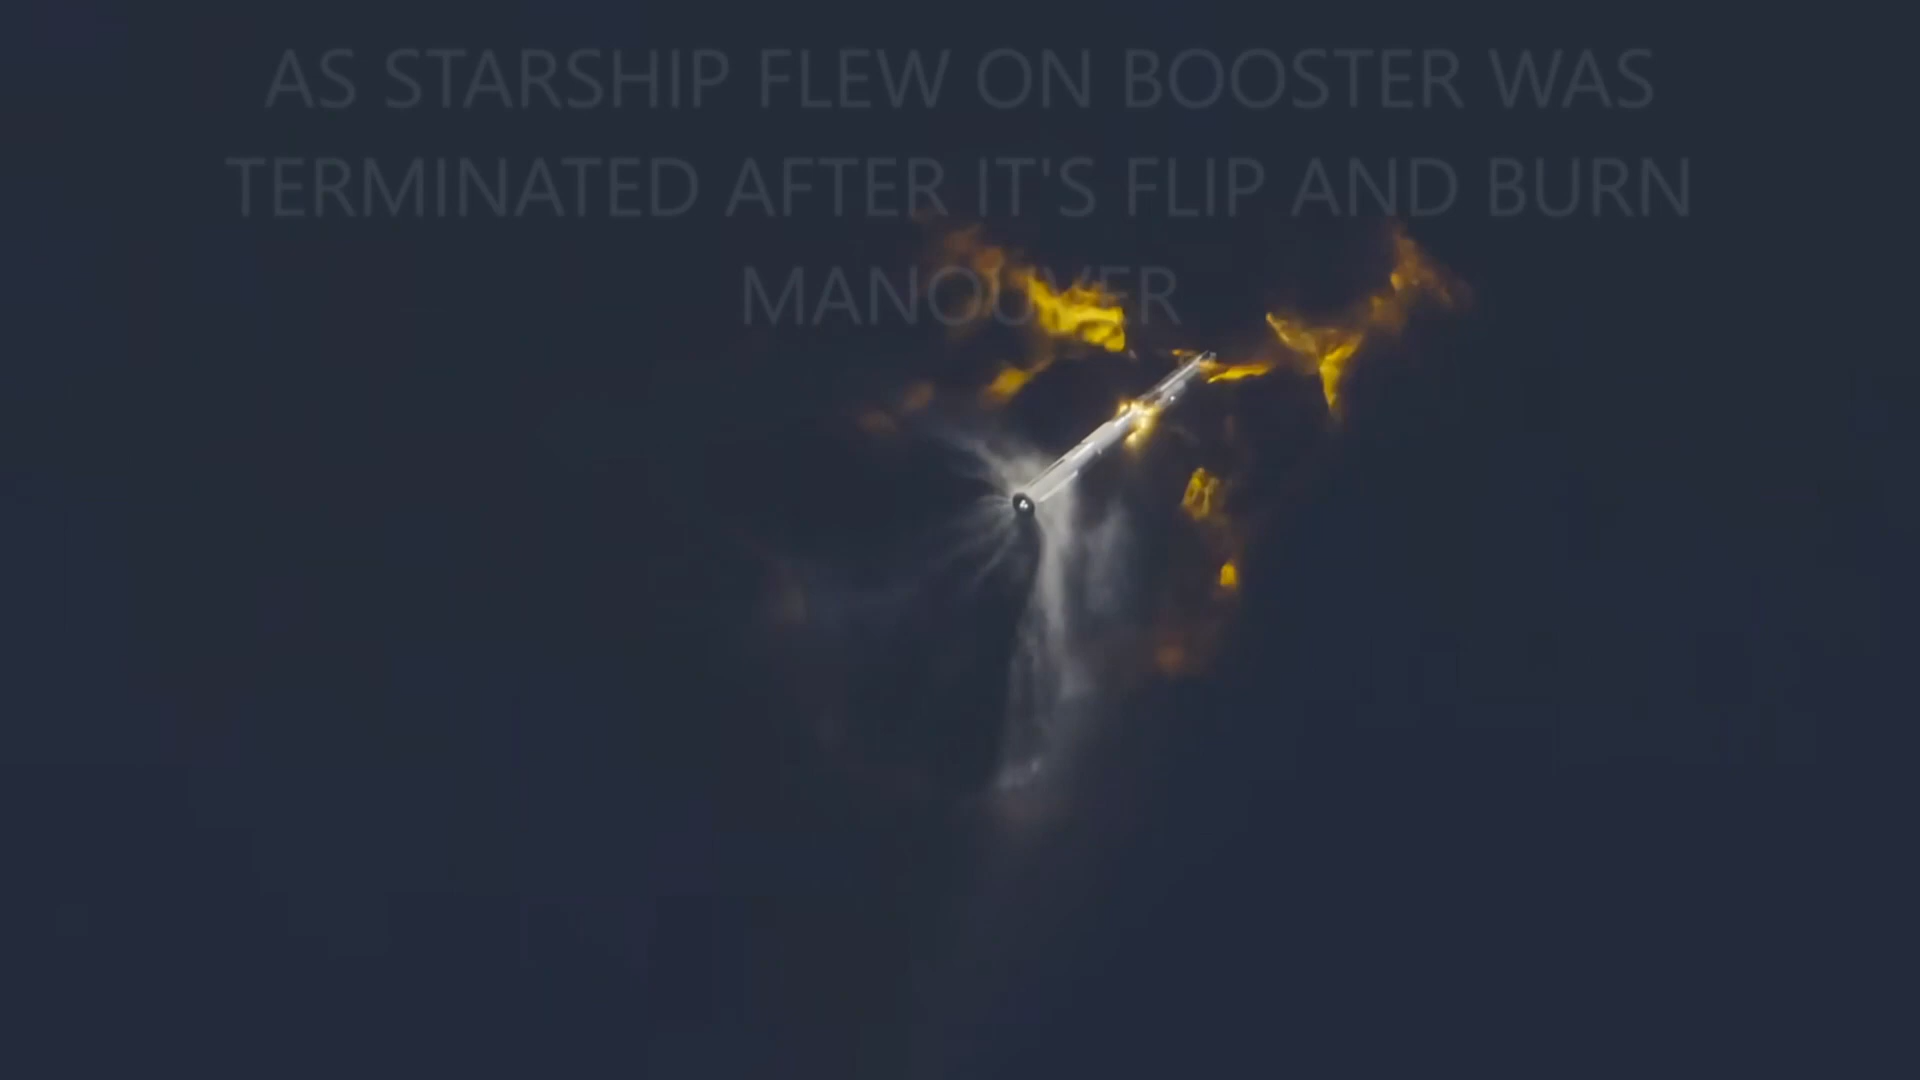 AS STARSHIP FLEW ON BOOSTER WAS
TERMINATED AFTER IT'S FLIP AND BURN
MANOUVER